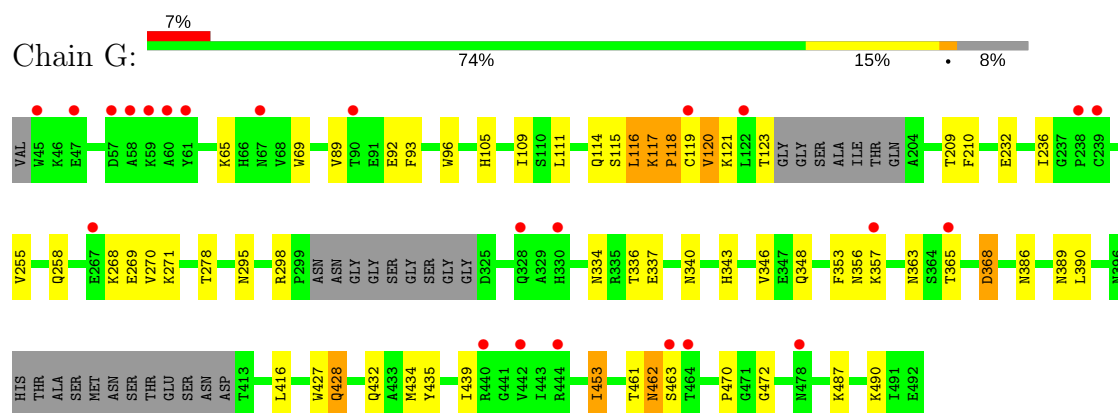 7%
Chain G:
74% 15% • 8%
VAL W45 K46 E47 D57 A58 K59 A60 Y61 K65 H66 N67 V68 W69 V89 T90 E91 E92 F93 W96 H105 I109 S110 L111 Q114 S115 L116 K117 P118 C119 V120 K121 L122 T123 GLY GLY SER ALA ILE THR GLN A204 T209 F210 E232 I236 G237 P238 C239
V255 Q258 E267 K268 E269 V270 K271 T278 N295 R298 P299 ASN ASN GLY GLY SER GLY SER GLY GLY D325 Q328 A329 H330 N334 R335 T336 E337 N340 H343 V346 E347 Q348 F353 N356 K357 N363 S364 T365 D368 N386 N389 L390 N396
HIS THR ALA SER MET ASN SER THR GLU SER ASN ASP T413 L416 W427 Q428 Q432 A433 M434 Y435 I439 R440 G441 V442 I443 R444 I453 T461 N462 S463 T464 P470 G471 G472 N478 K487 K490 I491 E492